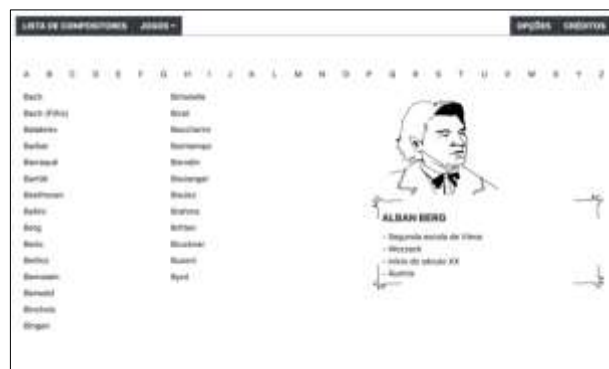 LISTA DE COMPOSITORES JOGOS
OPÇÕES CRÉDITOS
A B C D E F G H I J K L M N O P Q R S T U V W X Y Z
Bach
Bach (Filho)
Balakirev
Barber
Barraqué
Bartók
Beethoven
Bellini
Berg
Berio
Berlioz
Bernstein
Berwald
Binchois
Bingen
Birtwistle
Bizet
Boccherini
Borodin
Boulanger
Boulez
Brahms
Britten
Bruckner
Busoni
Byrd
ALBAN BERG
- Segunda escola de Viena
- Wozzeck
- Início do século XX
- Áustria